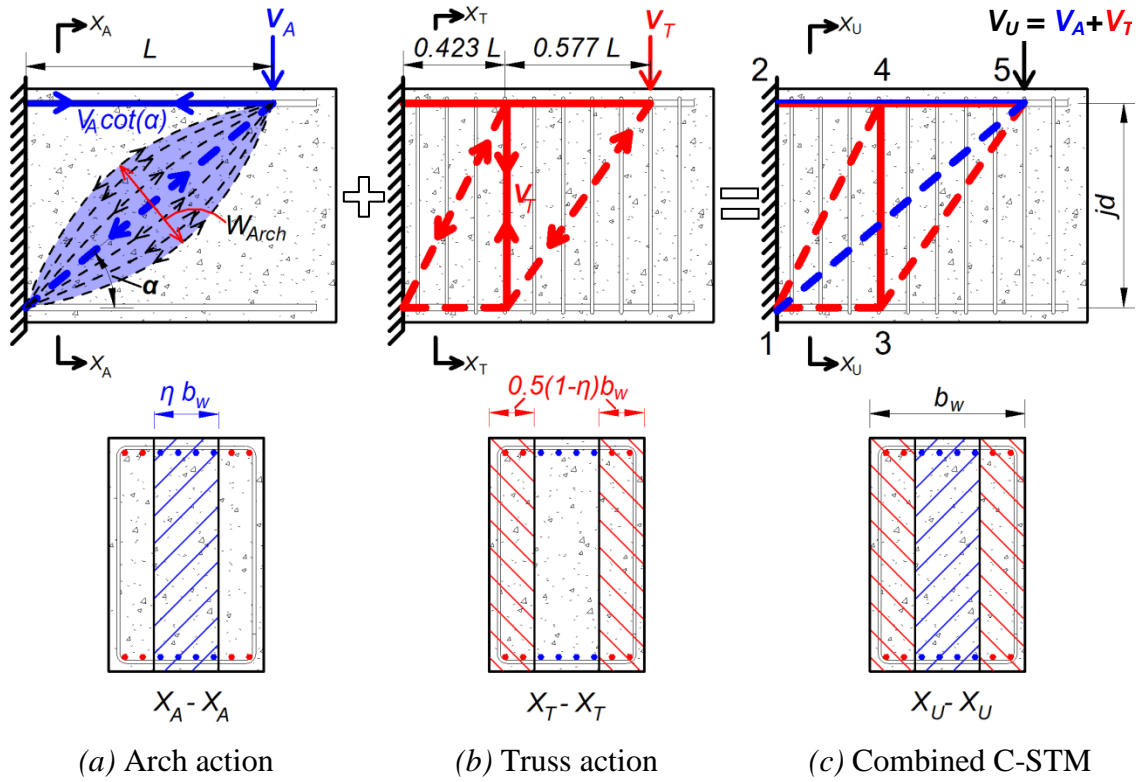 X_A
V_A
L
V_A cot(α)
W_Arch
α
X_A
X_T
V_T
0.423 L
0.577 L
V_T
X_T
X_U
V_U = V_A+V_T
2
4
5
jd
1
3
X_U
η b_w
0.5(1-η)b_w
b_w
X_A - X_A
X_T - X_T
X_U - X_U
(a) Arch action
(b) Truss action
(c) Combined C-STM